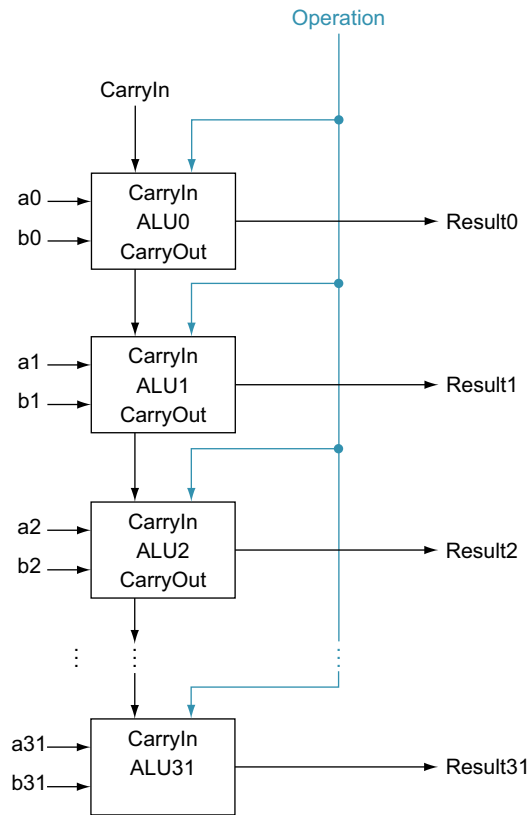 Operation
CarryIn
a0
b0
CarryIn
ALU0
CarryOut
Result0
a1
b1
CarryIn
ALU1
CarryOut
Result1
a2
b2
CarryIn
ALU2
CarryOut
Result2
a31
b31
CarryIn
ALU31
Result31